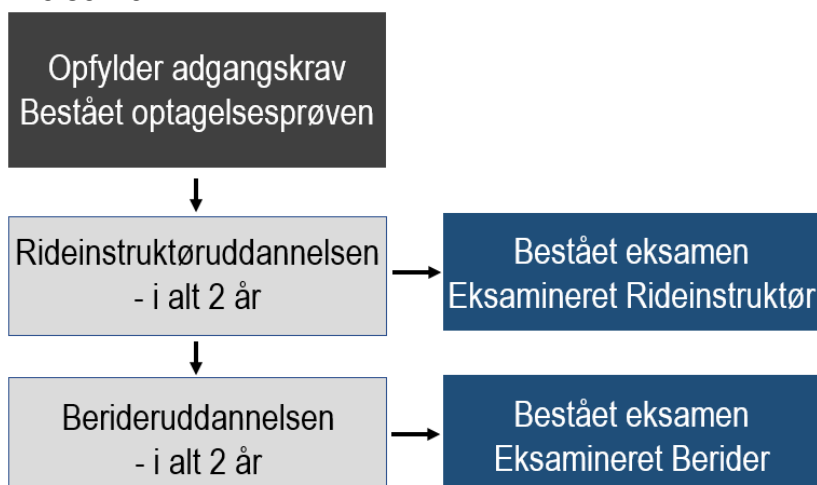 Opfylder adgangskrav
Bestået optagelsesprøven
Rideinstruktøruddannelsen
- i alt 2 år
Bestået eksamen
Eksamineret Rideinstruktør
Berideruddannelsen
- i alt 2 år
Bestået eksamen
Eksamineret Berider